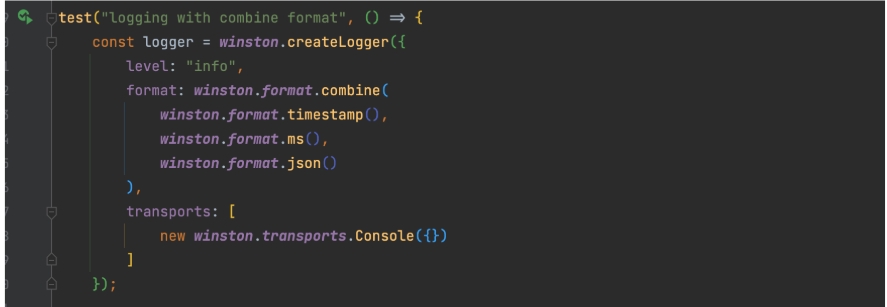 test("logging with combine format", () => {
    const logger = winston.createLogger({
        level: "info",
        format: winston.format.combine(
            winston.format.timestamp(),
            winston.format.ms(),
            winston.format.json()
        ),
        transports: [
            new winston.transports.Console({})
        ]
    });